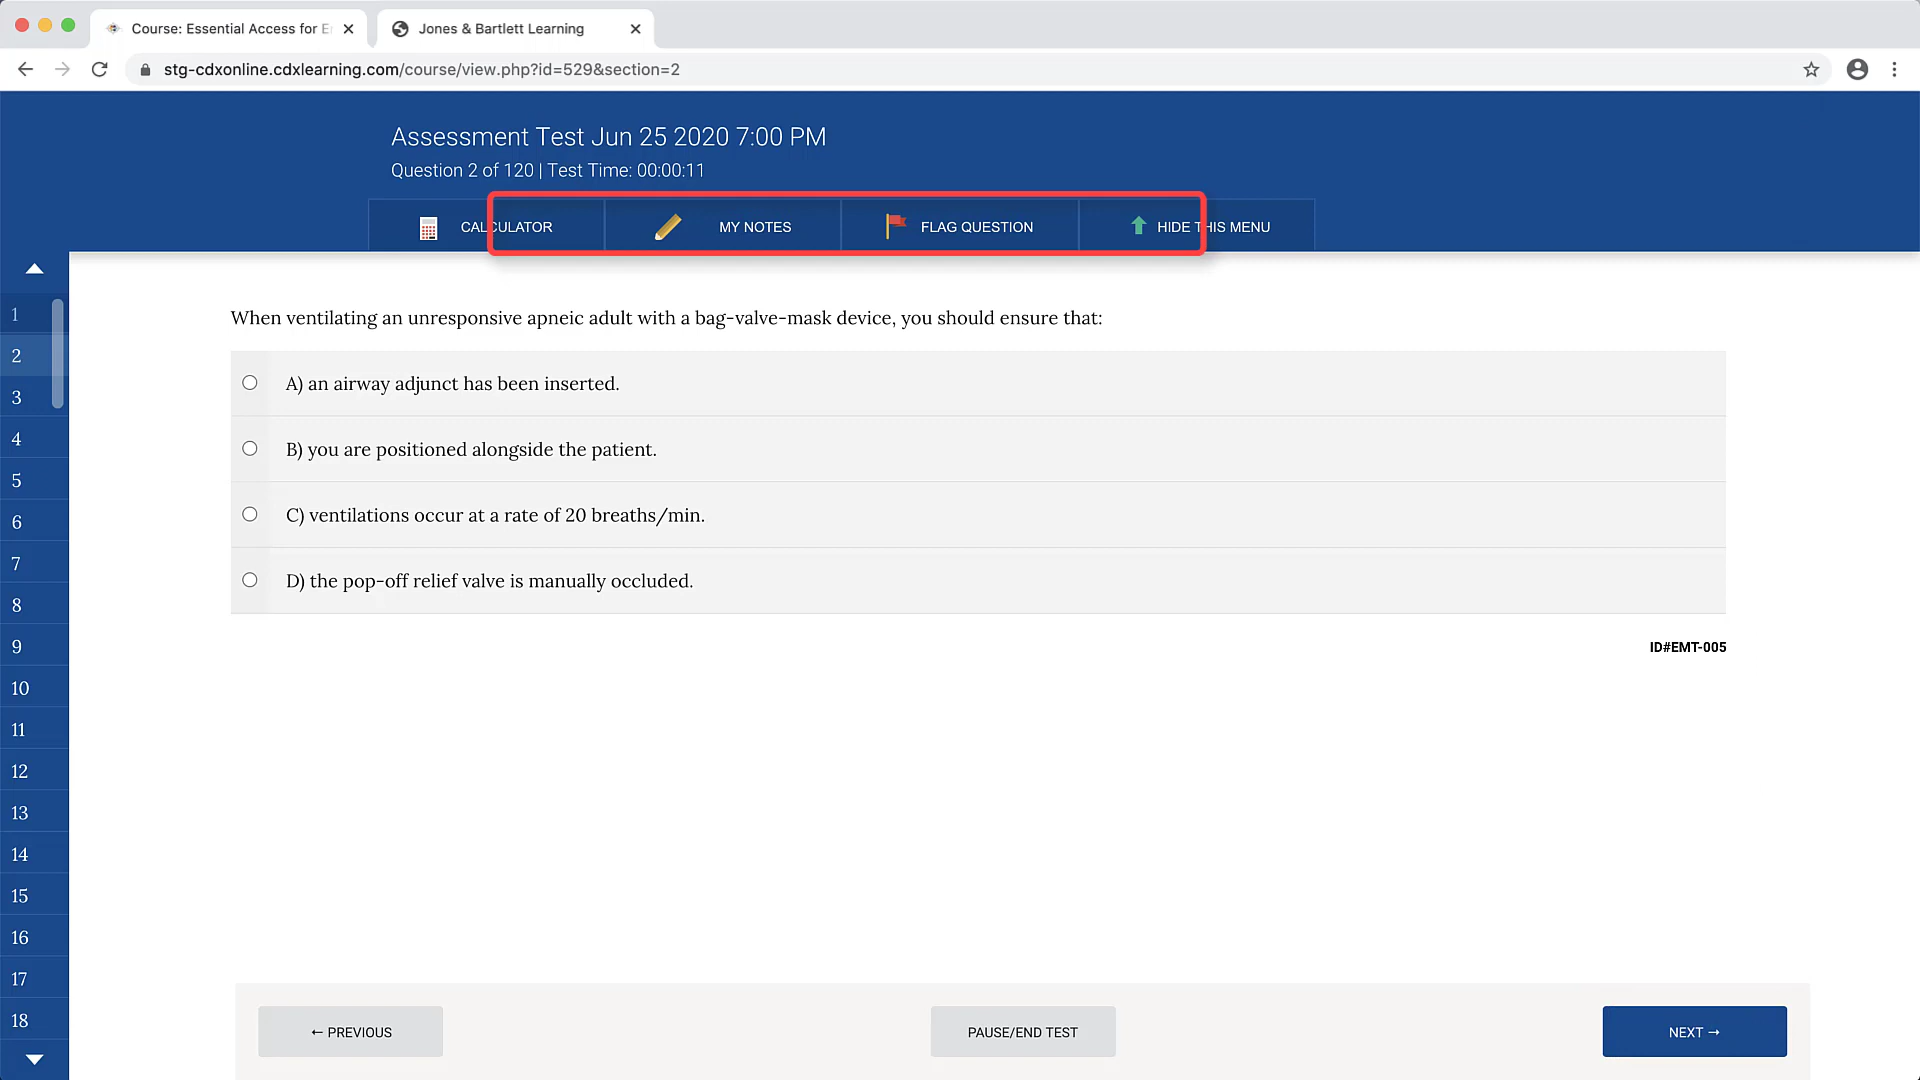 Course: Essential Access for E
Jones & Bartlett Learning
stg-cdxonline.cdxlearning.com/course/view.php?id=529&section=2
Assessment Test Jun 25 2020 7:00 PM
Question 2 of 120 | Test Time: 00:00:11
CALCULATOR MY NOTES FLAG QUESTION HIDE THIS MENU
When ventilating an unresponsive apneic adult with a bag-valve-mask device, you should ensure that:
A) an airway adjunct has been inserted.
B) you are positioned alongside the patient.
C) ventilations occur at a rate of 20 breaths/min.
D) the pop-off relief valve is manually occluded.
ID#EMT-005
1
2
3
4
5
6
7
8
9
10
11
12
13
14
15
16
17
18
← PREVIOUS PAUSE/END TEST NEXT →